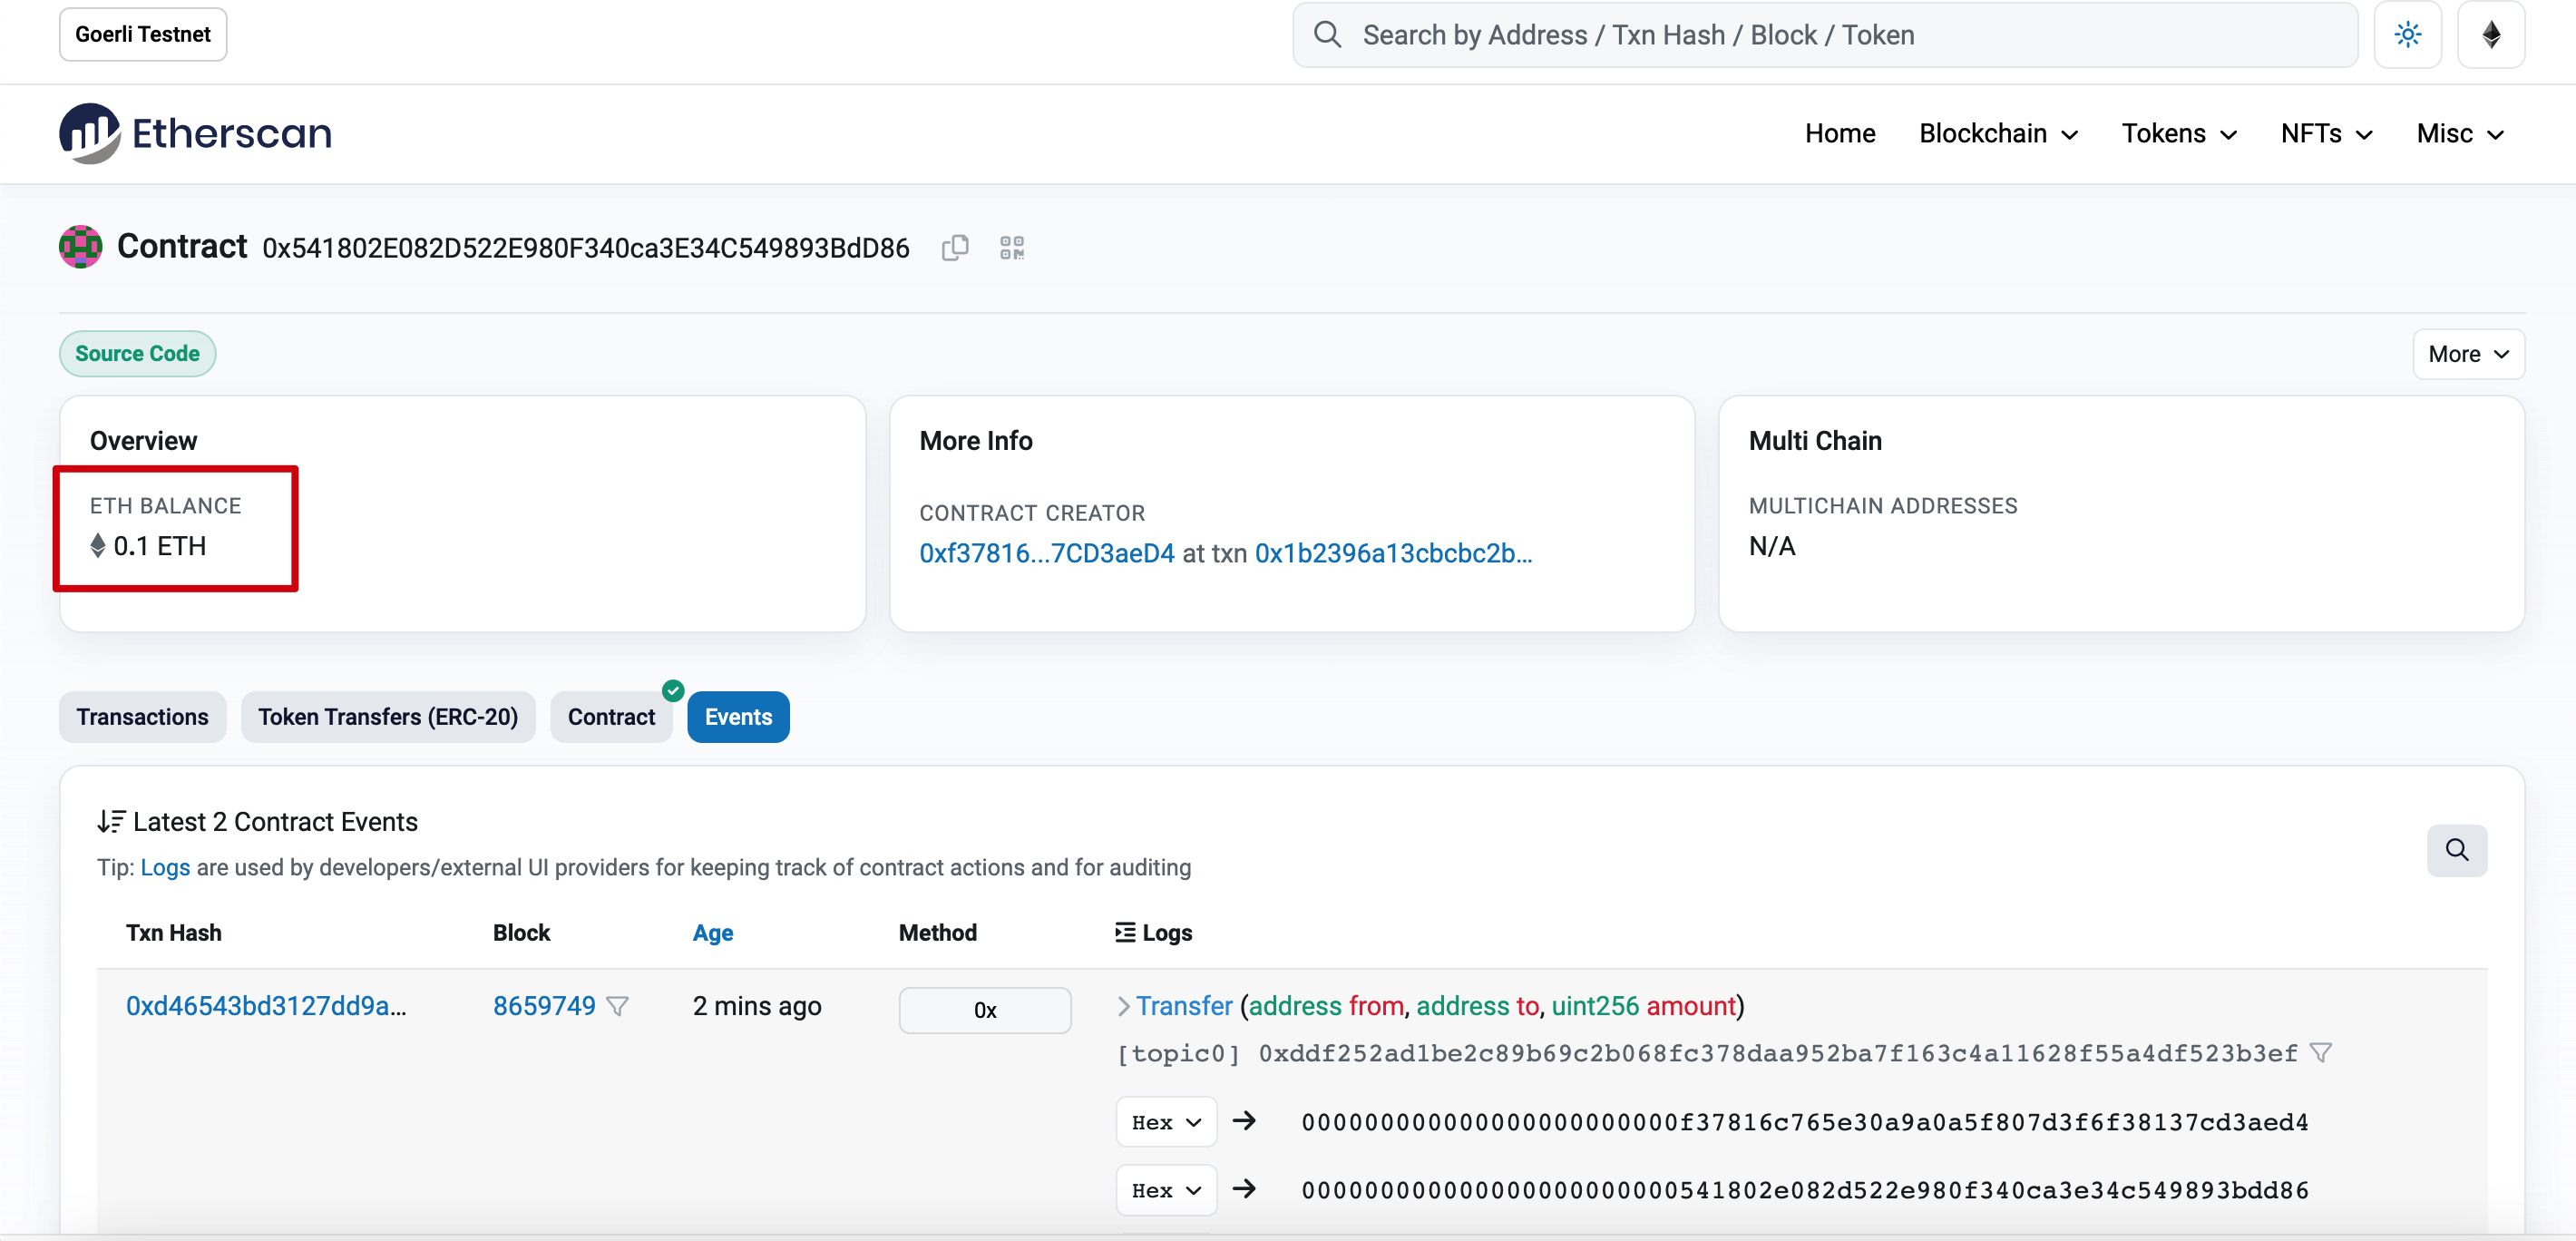 Goerli Testnet
Search by Address / Txn Hash / Block / Token
Etherscan
Home Blockchain Tokens NFTs Misc
Contract 0x541802E082D522E980F340ca3E34C549893BdD86
Source Code
More
Overview
ETH BALANCE
0.1 ETH
More Info
CONTRACT CREATOR
0xf37816...7CD3aeD4 at txn 0x1b2396a13cbcbc2b...
Multi Chain
MULTICHAIN ADDRESSES
N/A
Transactions Token Transfers (ERC-20) Contract Events
Latest 2 Contract Events
Tip: Logs are used by developers/external UI providers for keeping track of contract actions and for auditing
Txn Hash Block Age Method Logs
0xd46543bd3127dd9a... 8659749 2 mins ago 0x Transfer (address from, address to, uint256 amount)
[topic0] 0xddf252ad1be2c89b69c2b068fc378daa952ba7f163c4a11628f55a4df523b3ef
Hex 000000000000000000000000f37816c765e30a9a0a5f807d3f6f38137cd3aed4
Hex 000000000000000000000000541802e082d522e980f340ca3e34c549893bdd86